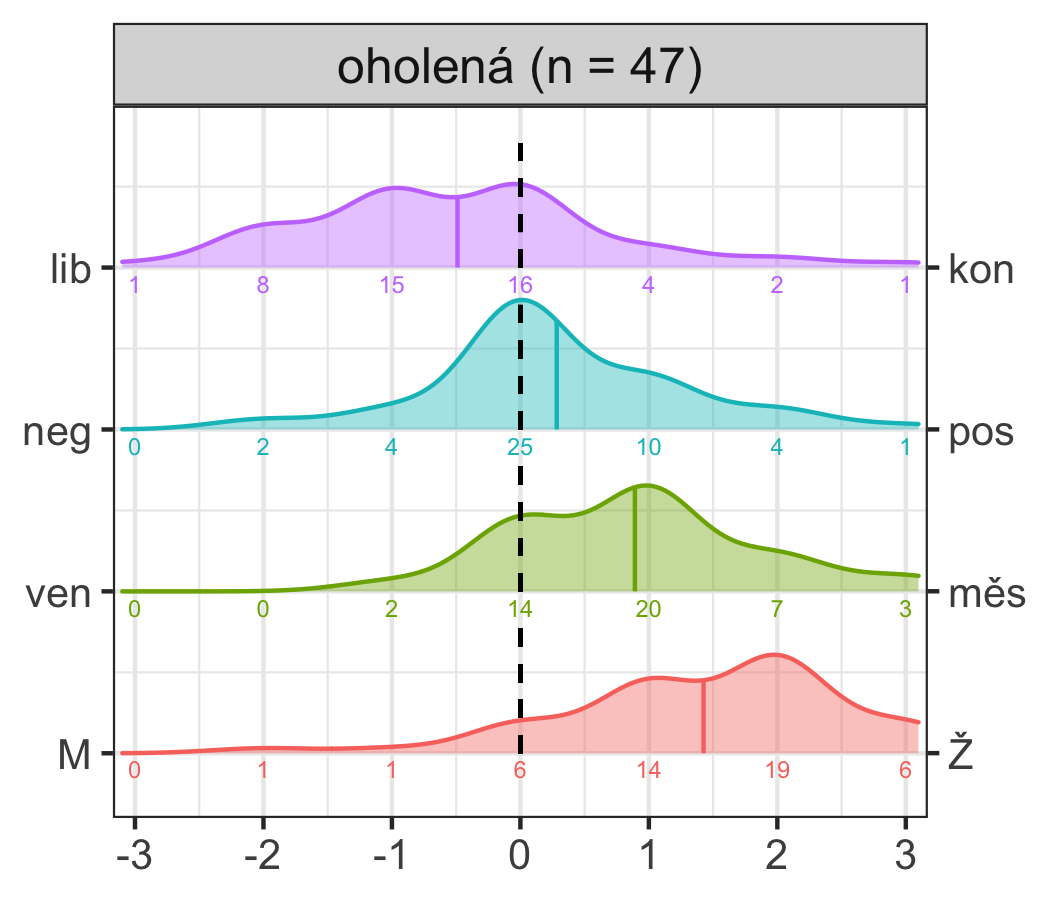 oholená (n = 47)
lib kon
1 8 15 16 4 2 1
neg pos
0 2 4 25 10 4 1
ven měs
0 0 2 14 20 7 3
M Ž
0 1 1 6 14 19 6
-3 -2 -1 0 1 2 3